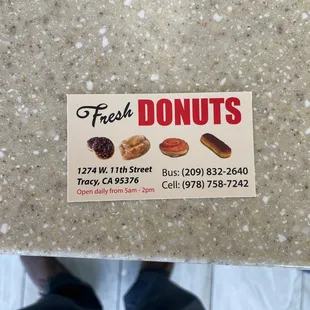 Fresh DONUTS
1274 W. 11th Street
Tracy, CA 95376
Open daily from 5am - 2pm
Bus: (209) 832-2640
Cell: (978) 758-7242